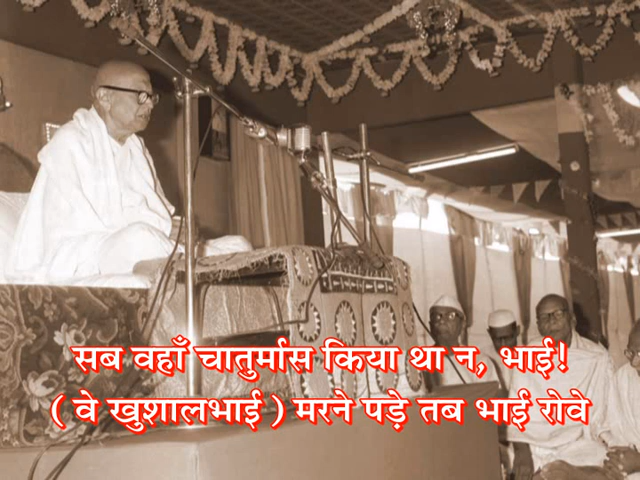 सब वहाँ चातुर्मास किया था न, भाई!
( वे खुशालभाई ) मरने पड़े तब भाई रोवे